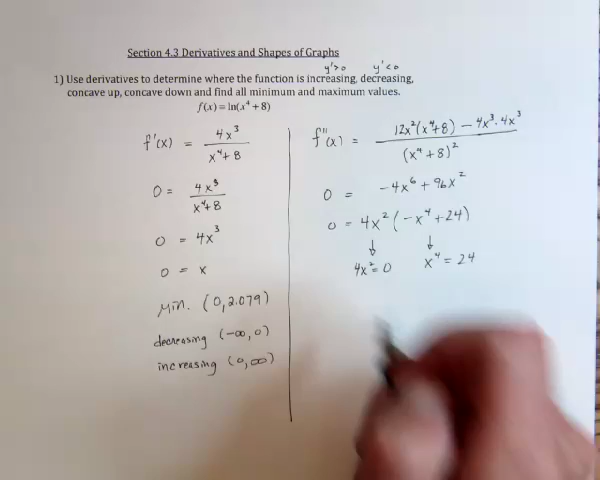 Section 4.3 Derivatives and Shapes of Graphs
y'>0 y'<0
1) Use derivatives to determine where the function is increasing, decreasing,
concave up, concave down and find all minimum and maximum values.
f(x) = ln(x⁴ + 8)
f'(x) = 4x³ / x⁴+8
0 = 4x³ / x⁴+8
0 = 4x³
0 = x
Min. (0, 2.079)
decreasing (-∞, 0)
increasing (0, ∞)
f''(x) = 12x²(x⁴+8) - 4x³·4x³ / (x⁴+8)²
0 = -4x⁶ + 96x²
0 = 4x²(-x⁴+24)
↓ ↓
4x²=0 x⁴=24